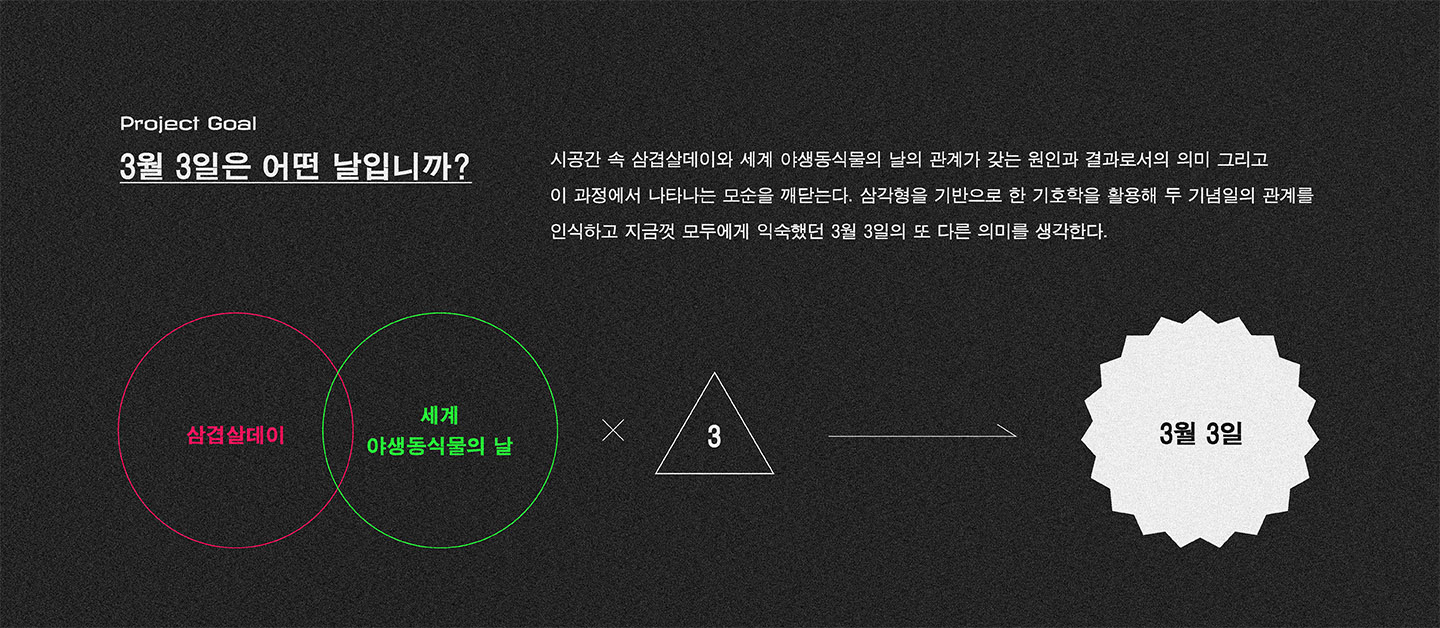 Project Goal
3월 3일은 어떤 날입니까?
시공간 속 삼겹살데이와 세계 야생동식물의 날의 관계가 갖는 원인과 결과로서의 의미 그리고
이 과정에서 나타나는 모순을 깨닫는다. 삼각형을 기반으로 한 기호학을 활용해 두 기념일의 관계를
인식하고 지금껏 모두에게 익숙했던 3월 3일의 또 다른 의미를 생각한다.
삼겹살데이
세계
야생동식물의 날
3
3월 3일